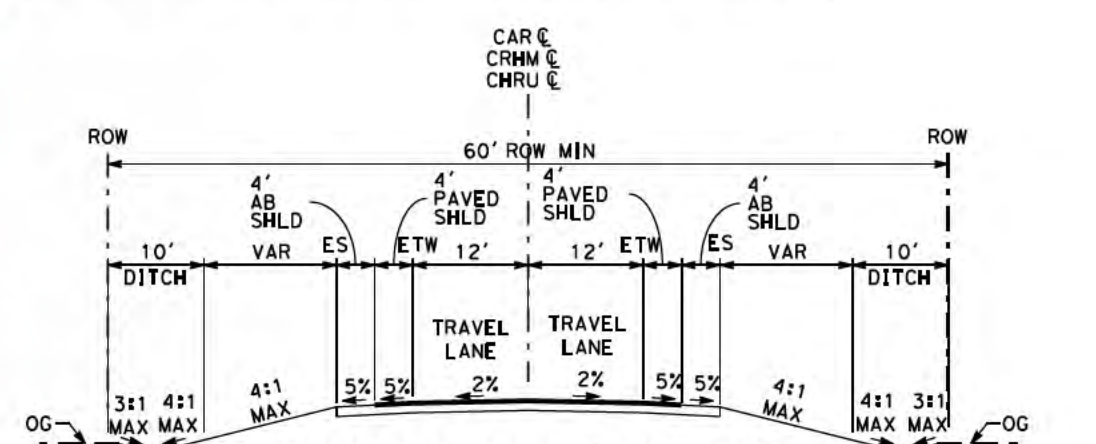 CAR ℄
CRHM ℄
CHRU ℄
ROW
ROW
60' ROW MIN
4'
AB
SHLD
4'
PAVED
SHLD
4'
PAVED
SHLD
4'
AB
SHLD
10'
DITCH
VAR
ES
ETW
12'
12'
ETW
ES
VAR
10'
DITCH
TRAVEL
LANE
TRAVEL
LANE
3:1
MAX
4:1
MAX
4:1
MAX
5%
5%
2%
2%
5%
5%
4:1
MAX
4:1
MAX
3:1
MAX
OG
OG